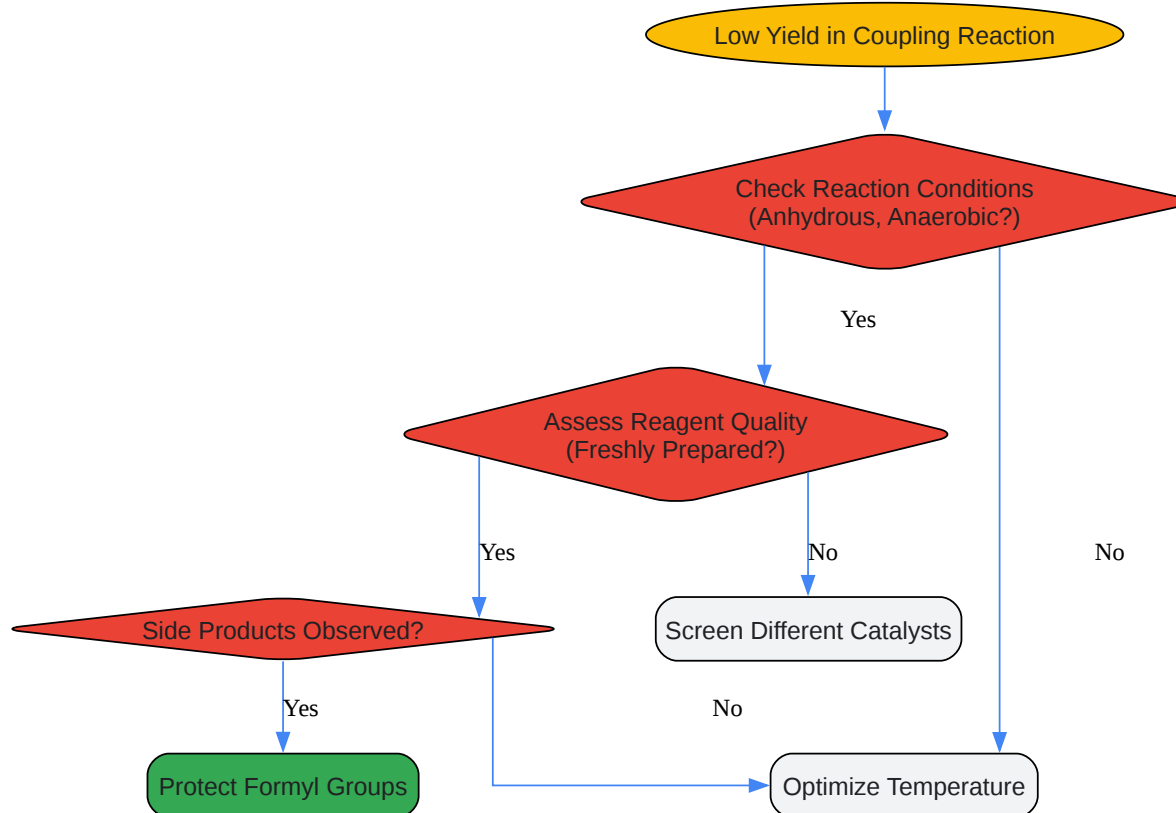 Low Yield in Coupling Reaction
Check Reaction Conditions
(Anhydrous, Anaerobic?)
Yes
Assess Reagent Quality
(Freshly Prepared?)
Yes
No
No
Side Products Observed?
Screen Different Catalysts
Yes
No
Protect Formyl Groups
Optimize Temperature